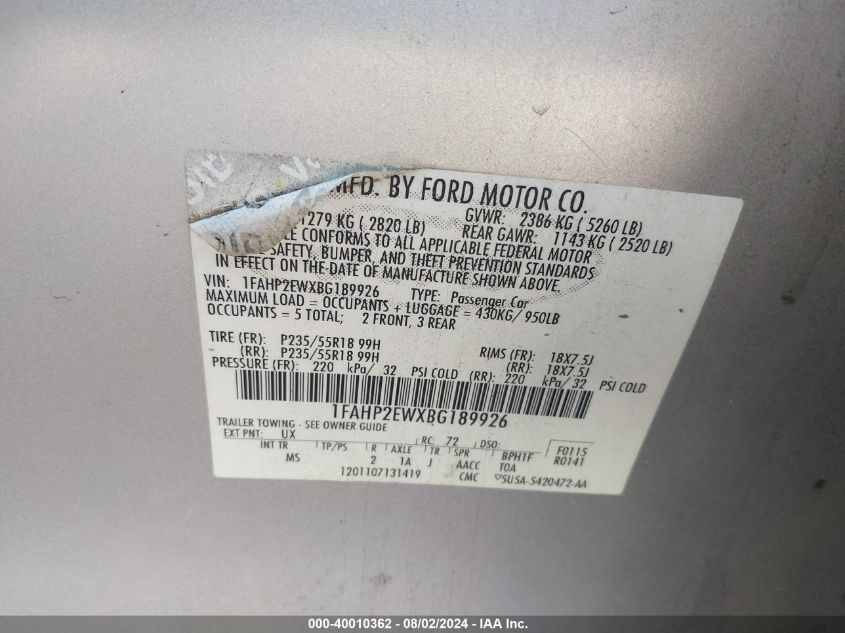 MFD. BY FORD MOTOR CO.
GVWR: 2386 KG ( 5260 LB)
1279 KG ( 2820 LB) REAR GAWR: 1143 KG ( 2520 LB)
CONFORMS TO ALL APPLICABLE FEDERAL MOTOR
SAFETY, BUMPER, AND THEFT PREVENTION STANDARDS
IN EFFECT ON THE DATE OF MANUFACTURE SHOWN ABOVE.
VIN: 1FAHP2EWXBG189926 TYPE: Passenger Car
MAXIMUM LOAD = OCCUPANTS + LUGGAGE = 430KG/ 950LB
OCCUPANTS = 5 TOTAL; 2 FRONT, 3 REAR
TIRE (FR): P235/55R18 99H RIMS (FR): 18X7.5J
(RR): P235/55R18 99H (RR): 18X7.5J
PRESSURE (FR): 220 kPa/ 32 PSI COLD (RR): 220 kPa/ 32 PSI COLD
1FAHP2EWXBG189926
TRAILER TOWING - SEE OWNER GUIDE
EXT PNT: UX RC: 72 DSO: F0115
INT TR TP/PS R AXLE TR SPR BPH1F R0141
MS 2 1A J AACC TOA
1201107131419 CMC 5U5A-5420472-AA
000-40010362 - 08/02/2024 - IAA Inc.